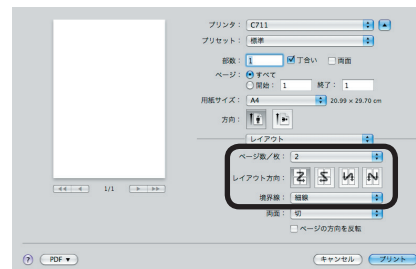 プリンタ： C711
プリセット： 標準
部数： 1 丁合い 両面
ページ： すべて
開始： 1 終了： 1
用紙サイズ： A4 20.99 × 29.70 cm
方向：
レイアウト
ページ数/枚： 2
レイアウト方向：
境界線： 細線
両面： 切
ページの方向を反転
1/1
? PDF ▼ キャンセル プリント